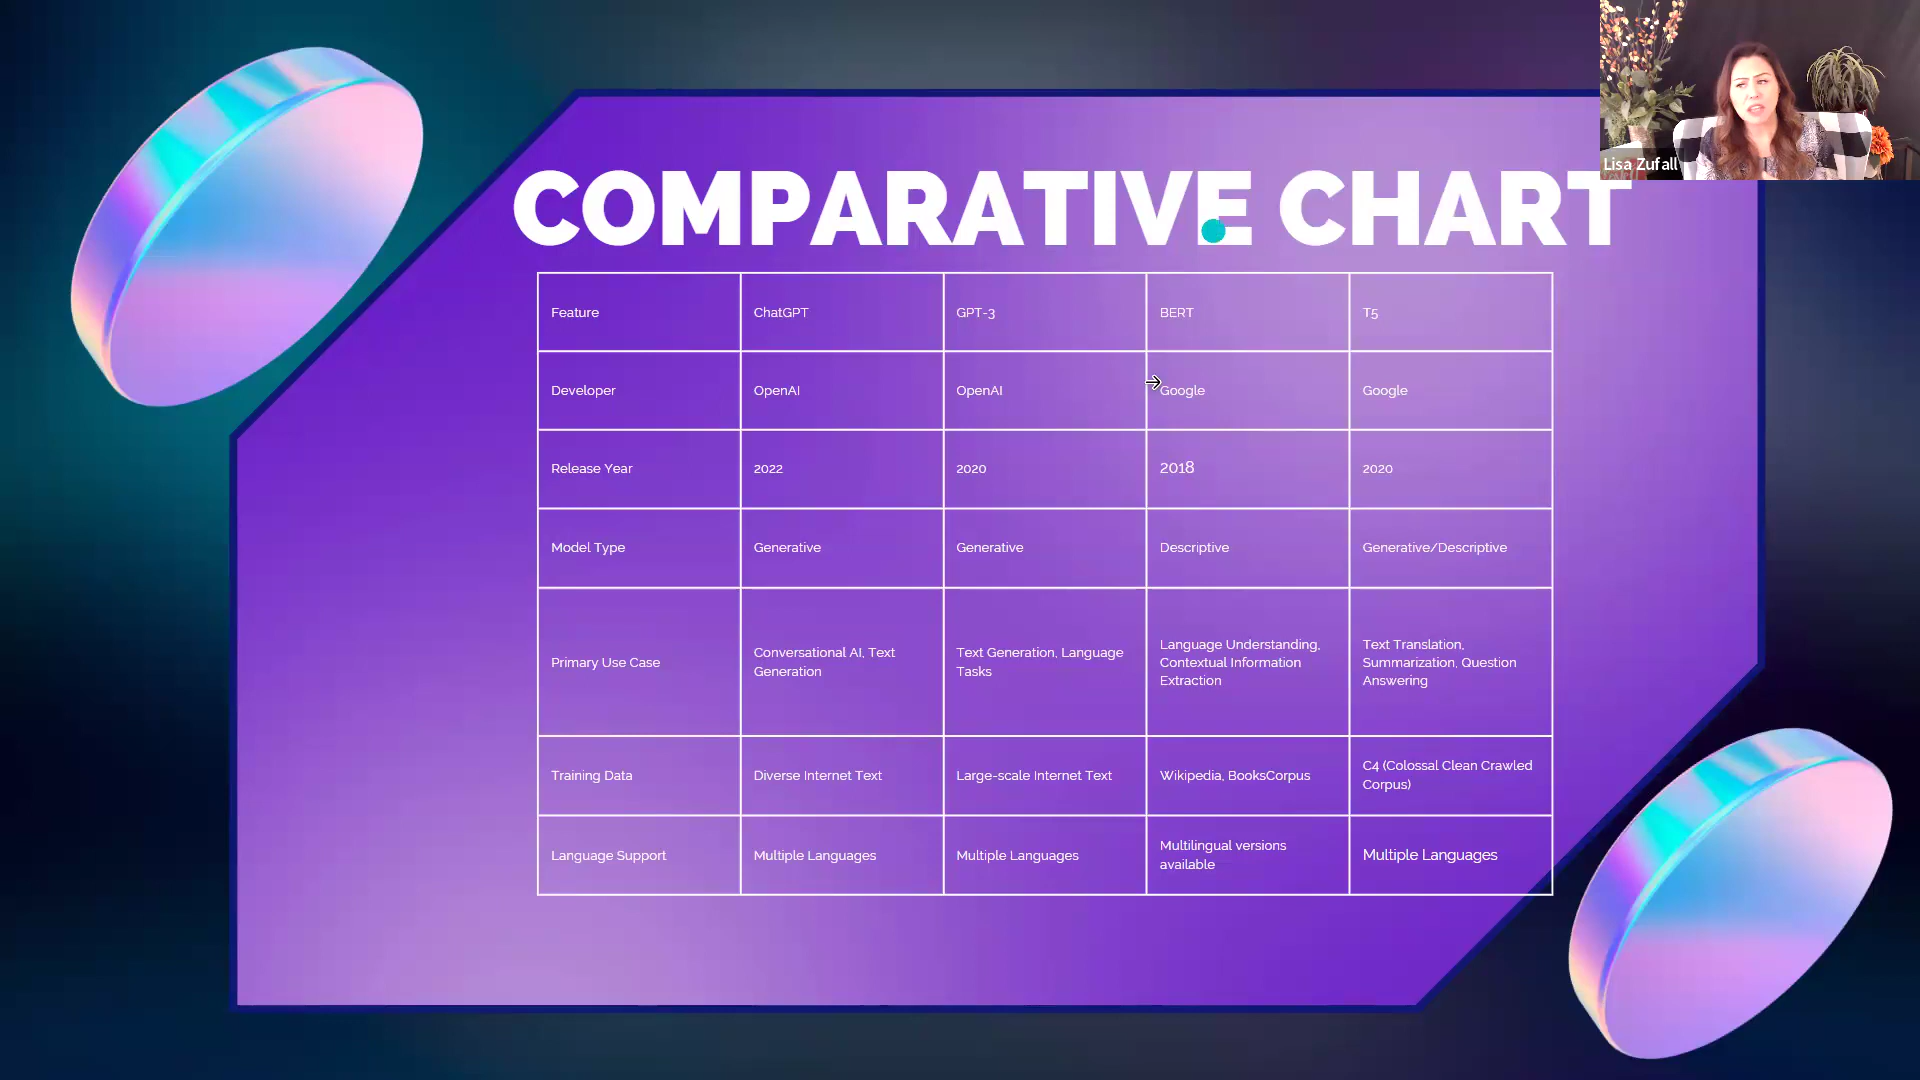 Lisa Zufall
COMPARATIVE CHART
Feature
ChatGPT
GPT-3
BERT
T5
Developer
OpenAI
OpenAI
Google
Google
Release Year
2022
2020
2018
2020
Model Type
Generative
Generative
Descriptive
Generative/Descriptive
Primary Use Case
Conversational AI, Text
Generation
Text Generation, Language
Tasks
Language Understanding,
Contextual Information
Extraction
Text Translation,
Summarization, Question
Answering
Training Data
Diverse Internet Text
Large-scale Internet Text
Wikipedia, BooksCorpus
C4 (Colossal Clean Crawled
Corpus)
Language Support
Multiple Languages
Multiple Languages
Multilingual versions
available
Multiple Languages